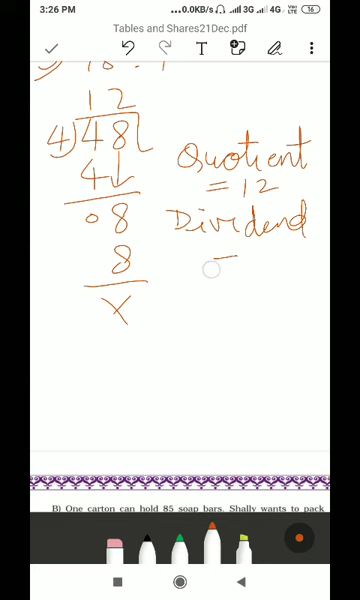 3:26 PM ...0.0KB/s 3G 4G VoLTE 16
Tables and Shares21Dec.pdf
T
12
4)48(
4↓
08
8
x
Quotient
= 12
Dividend
=
B) One carton can hold 85 soap bars. Shally wants to pack